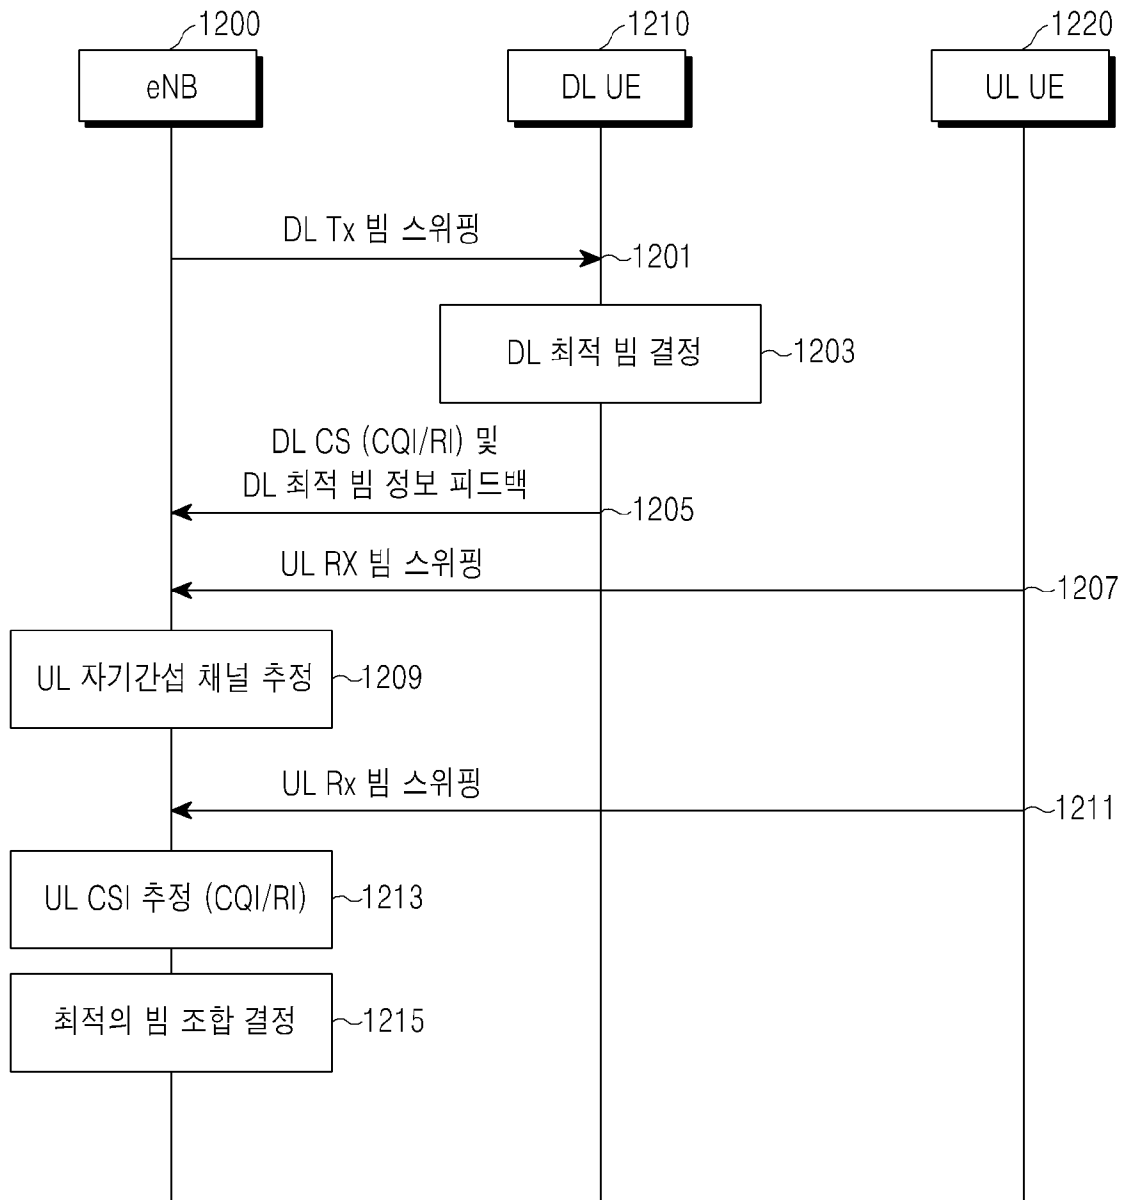 1200
1210
1220
eNB
DL UE
UL UE
DL Tx 빔 스위핑
1201
DL 최적 빔 결정
1203
DL CS (CQI/RI) 및
DL 최적 빔 정보 피드백
1205
UL RX 빔 스위핑
1207
UL 자기간섭 채널 추정
1209
UL Rx 빔 스위핑
1211
UL CSI 추정 (CQI/RI)
1213
최적의 빔 조합 결정
1215